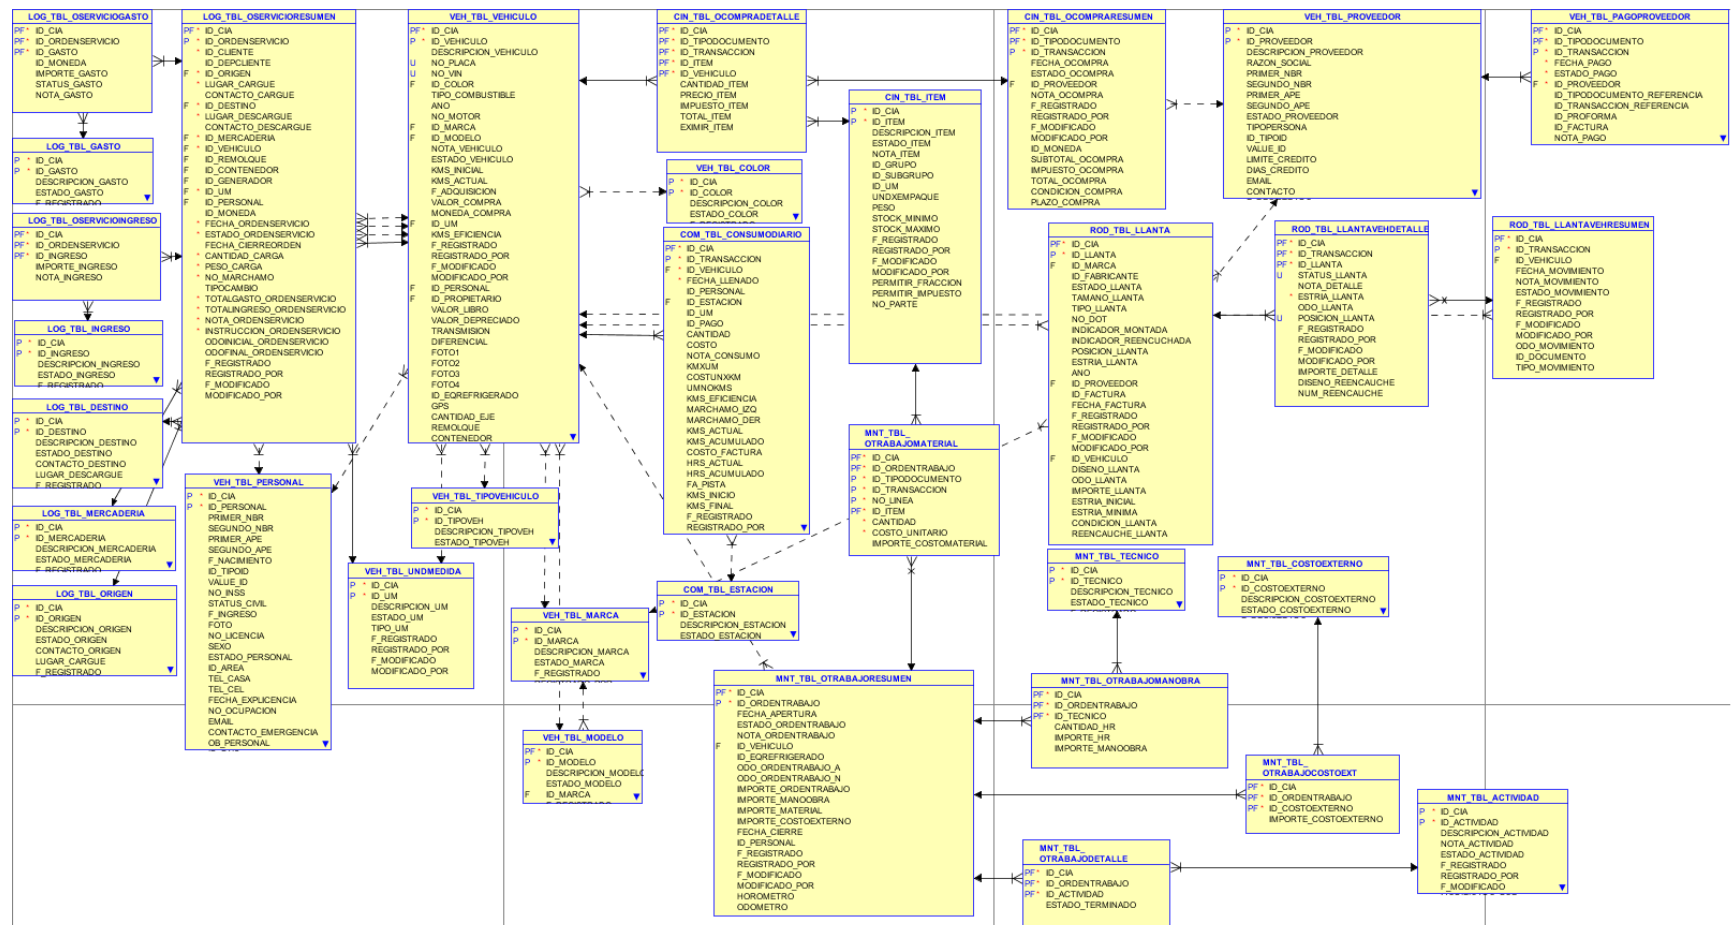 LOG_TBL_OSERVICIOGASTO
PF* ID_CIA
PF* ID_ORDENSERVICIO
PF* ID_GASTO
ID_MONEDA
IMPORTE_GASTO
STATUS_GASTO
NOTA_GASTO
LOG_TBL_GASTO
P * ID_CIA
P * ID_GASTO
DESCRIPCION_GASTO
ESTADO_GASTO
F_REGISTRADO
LOG_TBL_OSERVICIOINGRESO
PF* ID_CIA
PF* ID_ORDENSERVICIO
PF* ID_INGRESO
IMPORTE_INGRESO
NOTA_INGRESO
LOG_TBL_INGRESO
P * ID_CIA
P * ID_INGRESO
DESCRIPCION_INGRESO
ESTADO_INGRESO
F_REGISTRADO
LOG_TBL_DESTINO
P * ID_CIA
P * ID_DESTINO
DESCRIPCION_DESTINO
ESTADO_DESTINO
CONTACTO_DESTINO
LUGAR_DESCARGUE
F_REGISTRADO
LOG_TBL_MERCADERIA
P * ID_CIA
P * ID_MERCADERIA
DESCRIPCION_MERCADERIA
ESTADO_MERCADERIA
F_REGISTRADO
LOG_TBL_ORIGEN
P * ID_CIA
P * ID_ORIGEN
DESCRIPCION_ORIGEN
ESTADO_ORIGEN
CONTACTO_ORIGEN
LUGAR_CARGUE
F_REGISTRADO
LOG_TBL_OSERVICIORESUMEN
PF* ID_CIA
P * ID_ORDENSERVICIO
* ID_CLIENTE
ID_DEPCLIENTE
F * ID_ORIGEN
* LUGAR_CARGUE
CONTACTO_CARGUE
F * ID_DESTINO
* LUGAR_DESCARGUE
CONTACTO_DESCARGUE
F * ID_MERCADERIA
F * ID_VEHICULO
F ID_REMOLQUE
F ID_CONTENEDOR
F ID_GENERADOR
F * ID_UM
F ID_PERSONAL
ID_MONEDA
* FECHA_ORDENSERVICIO
* ESTADO_ORDENSERVICIO
FECHA_CIERREORDEN
* CANTIDAD_CARGA
* PESO_CARGA
* NO_MARCHAMO
TIPOCAMBIO
* TOTALGASTO_ORDENSERVICIO
* TOTALINGRESO_ORDENSERVICIO
* NOTA_ORDENSERVICIO
* INSTRUCCION_ORDENSERVICIO
ODOINICIAL_ORDENSERVICIO
ODOFINAL_ORDENSERVICIO
F_REGISTRADO
REGISTRADO_POR
F_MODIFICADO
MODIFICADO_POR
VEH_TBL_PERSONAL
P * ID_CIA
P * ID_PERSONAL
PRIMER_NBR
SEGUNDO_NBR
PRIMER_APE
SEGUNDO_APE
F_NACIMIENTO
ID_TIPOID
VALUE_ID
NO_INSS
STATUS_CIVIL
F_INGRESO
FOTO
NO_LICENCIA
SEXO
ESTADO_PERSONAL
ID_AREA
TEL_CASA
TEL_CEL
FECHA_EXPLICENCIA
NO_OCUPACION
EMAIL
CONTACTO_EMERGENCIA
OB_PERSONAL
VEH_TBL_VEHICULO
PF* ID_CIA
P * ID_VEHICULO
DESCRIPCION_VEHICULO
U NO_PLACA
U NO_VIN
F ID_COLOR
TIPO_COMBUSTIBLE
ANO
NO_MOTOR
F ID_MARCA
F ID_MODELO
NOTA_VEHICULO
ESTADO_VEHICULO
KMS_INICIAL
KMS_ACTUAL
F_ADQUISICION
VALOR_COMPRA
MONEDA_COMPRA
F ID_UM
KMS_EFICIENCIA
F_REGISTRADO
REGISTRADO_POR
F_MODIFICADO
MODIFICADO_POR
F ID_PERSONAL
F ID_PROPIETARIO
VALOR_LIBRO
VALOR_DEPRECIADO
TRANSMISION
DIFERENCIAL
FOTO1
FOTO2
FOTO3
FOTO4
ID_EQREFRIGERADO
GPS
CANTIDAD_EJE
REMOLQUE
CONTENEDOR
VEH_TBL_TIPOVEHICULO
P * ID_CIA
P * ID_TIPOVEH
DESCRIPCION_TIPOVEH
ESTADO_TIPOVEH
VEH_TBL_UNDMEDIDA
P * ID_CIA
P * ID_UM
DESCRIPCION_UM
ESTADO_UM
TIPO_UM
F_REGISTRADO
REGISTRADO_POR
F_MODIFICADO
MODIFICADO_POR
VEH_TBL_MARCA
P * ID_CIA
P * ID_MARCA
DESCRIPCION_MARCA
ESTADO_MARCA
F_REGISTRADO
VEH_TBL_MODELO
PF* ID_CIA
P * ID_MODELO
DESCRIPCION_MODELO
ESTADO_MODELO
F ID_MARCA
F_REGISTRADO
CIN_TBL_OCOMPRADETALLE
PF* ID_CIA
PF* ID_TIPODOCUMENTO
PF* ID_TRANSACCION
PF* ID_ITEM
PF* ID_VEHICULO
CANTIDAD_ITEM
PRECIO_ITEM
IMPUESTO_ITEM
TOTAL_ITEM
EXIMIR_ITEM
VEH_TBL_COLOR
P * ID_CIA
P * ID_COLOR
DESCRIPCION_COLOR
ESTADO_COLOR
COM_TBL_CONSUMODIARIO
PF* ID_CIA
P * ID_TRANSACCION
F * ID_VEHICULO
* FECHA_LLENADO
ID_PERSONAL
F ID_ESTACION
ID_UM
ID_PAGO
CANTIDAD
COSTO
NOTA_CONSUMO
KMXUM
COSTUNXKM
UMNOKMS
KMS_EFICIENCIA
MARCHAMO_IZQ
MARCHAMO_DER
KMS_ACTUAL
KMS_ACUMULADO
COSTO_FACTURA
HRS_ACTUAL
HRS_ACUMULADO
FA_PISTA
KMS_INICIO
KMS_FINAL
F_REGISTRADO
REGISTRADO_POR
COM_TBL_ESTACION
P * ID_CIA
P * ID_ESTACION
DESCRIPCION_ESTACION
ESTADO_ESTACION
CIN_TBL_ITEM
P * ID_CIA
P * ID_ITEM
DESCRIPCION_ITEM
ESTADO_ITEM
NOTA_ITEM
ID_GRUPO
ID_SUBGRUPO
ID_UM
UNDXEMPAQUE
PESO
STOCK_MINIMO
STOCK_MAXIMO
F_REGISTRADO
REGISTRADO_POR
F_MODIFICADO
MODIFICADO_POR
PERMITIR_FRACCION
PERMITIR_IMPUESTO
NO_PARTE
MNT_TBL_
OTRABAJOMATERIAL
PF* ID_CIA
PF* ID_ORDENTRABAJO
P * ID_TIPODOCUMENTO
P * ID_TRANSACCION
P * NO_LINEA
PF* ID_ITEM
* CANTIDAD
* COSTO_UNITARIO
IMPORTE_COSTOMATERIAL
MNT_TBL_OTRABAJORESUMEN
PF* ID_CIA
P * ID_ORDENTRABAJO
FECHA_APERTURA
ESTADO_ORDENTRABAJO
NOTA_ORDENTRABAJO
F ID_VEHICULO
ID_EQREFRIGERADO
ODO_ORDENTRABAJO_A
ODO_ORDENTRABAJO_N
IMPORTE_ORDENTRABAJO
IMPORTE_MANOOBRA
IMPORTE_MATERIAL
IMPORTE_COSTOEXTERNO
FECHA_CIERRE
ID_PERSONAL
F_REGISTRADO
REGISTRADO_POR
F_MODIFICADO
MODIFICADO_POR
HOROMETRO
ODOMETRO
CIN_TBL_OCOMPRARESUMEN
PF* ID_CIA
PF* ID_TIPODOCUMENTO
P * ID_TRANSACCION
FECHA_OCOMPRA
ESTADO_OCOMPRA
F ID_PROVEEDOR
NOTA_OCOMPRA
F_REGISTRADO
REGISTRADO_POR
F_MODIFICADO
MODIFICADO_POR
ID_MONEDA
SUBTOTAL_OCOMPRA
IMPUESTO_OCOMPRA
TOTAL_OCOMPRA
CONDICION_COMPRA
PLAZO_COMPRA
VEH_TBL_PROVEEDOR
P * ID_CIA
P * ID_PROVEEDOR
DESCRIPCION_PROVEEDOR
RAZON_SOCIAL
PRIMER_NBR
SEGUNDO_NBR
PRIMER_APE
SEGUNDO_APE
ESTADO_PROVEEDOR
TIPOPERSONA
ID_TIPOID
VALUE_ID
LIMITE_CREDITO
DIAS_CREDITO
EMAIL
CONTACTO
VEH_TBL_PAGOPROVEEDOR
PF* ID_CIA
P * ID_TIPODOCUMENTO
P * ID_TRANSACCION
* FECHA_PAGO
* ESTADO_PAGO
F * ID_PROVEEDOR
ID_TIPODOCUMENTO_REFERENCIA
ID_TRANSACCION_REFERENCIA
ID_PROFORMA
ID_FACTURA
NOTA_PAGO
ROD_TBL_LLANTA
PF* ID_CIA
P * ID_LLANTA
F ID_MARCA
ID_FABRICANTE
ESTADO_LLANTA
TAMANO_LLANTA
TIPO_LLANTA
NO_DOT
INDICADOR_MONTADA
INDICADOR_REENCUCHADA
POSICION_LLANTA
ESTRIA_LLANTA
ANO
F ID_PROVEEDOR
ID_FACTURA
FECHA_FACTURA
F_REGISTRADO
REGISTRADO_POR
F_MODIFICADO
MODIFICADO_POR
F ID_VEHICULO
DISENO_LLANTA
ODO_LLANTA
IMPORTE_LLANTA
ESTRIA_INICIAL
ESTRIA_MINIMA
CONDICION_LLANTA
REENCAUCHE_LLANTA
ROD_TBL_LLANTAVEHDETALLE
PF* ID_CIA
PF* ID_TRANSACCION
PF* ID_LLANTA
U STATUS_LLANTA
NOTA_DETALLE
* ESTRIA_LLANTA
ODO_LLANTA
U POSICION_LLANTA
F_REGISTRADO
REGISTRADO_POR
F_MODIFICADO
MODIFICADO_POR
IMPORTE_DETALLE
DISENO_REENCAUCHE
NUM_REENCAUCHE
ROD_TBL_LLANTAVEHRESUMEN
PF* ID_CIA
P * ID_TRANSACCION
F ID_VEHICULO
FECHA_MOVIMIENTO
NOTA_MOVIMIENTO
ESTADO_MOVIMIENTO
F_REGISTRADO
REGISTRADO_POR
F_MODIFICADO
MODIFICADO_POR
ODO_MOVIMIENTO
ID_DOCUMENTO
TIPO_MOVIMIENTO
MNT_TBL_TECNICO
P * ID_CIA
P * ID_TECNICO
DESCRIPCION_TECNICO
ESTADO_TECNICO
MNT_TBL_COSTOEXTERNO
P * ID_CIA
P * ID_COSTOEXTERNO
DESCRIPCION_COSTOEXTERNO
ESTADO_COSTOEXTERNO
MNT_TBL_OTRABAJOMANOBRA
PF* ID_CIA
PF* ID_ORDENTRABAJO
PF* ID_TECNICO
CANTIDAD_HR
IMPORTE_HR
IMPORTE_MANOOBRA
MNT_TBL_
OTRABAJOCOSTOEXT
PF* ID_CIA
PF* ID_ORDENTRABAJO
PF* ID_COSTOEXTERNO
IMPORTE_COSTOEXTERNO
MNT_TBL_
OTRABAJODETALLE
PF* ID_CIA
PF* ID_ORDENTRABAJO
PF* ID_ACTIVIDAD
ESTADO_TERMINADO
MNT_TBL_ACTIVIDAD
P * ID_CIA
P * ID_ACTIVIDAD
DESCRIPCION_ACTIVIDAD
NOTA_ACTIVIDAD
ESTADO_ACTIVIDAD
F_REGISTRADO
REGISTRADO_POR
F_MODIFICADO